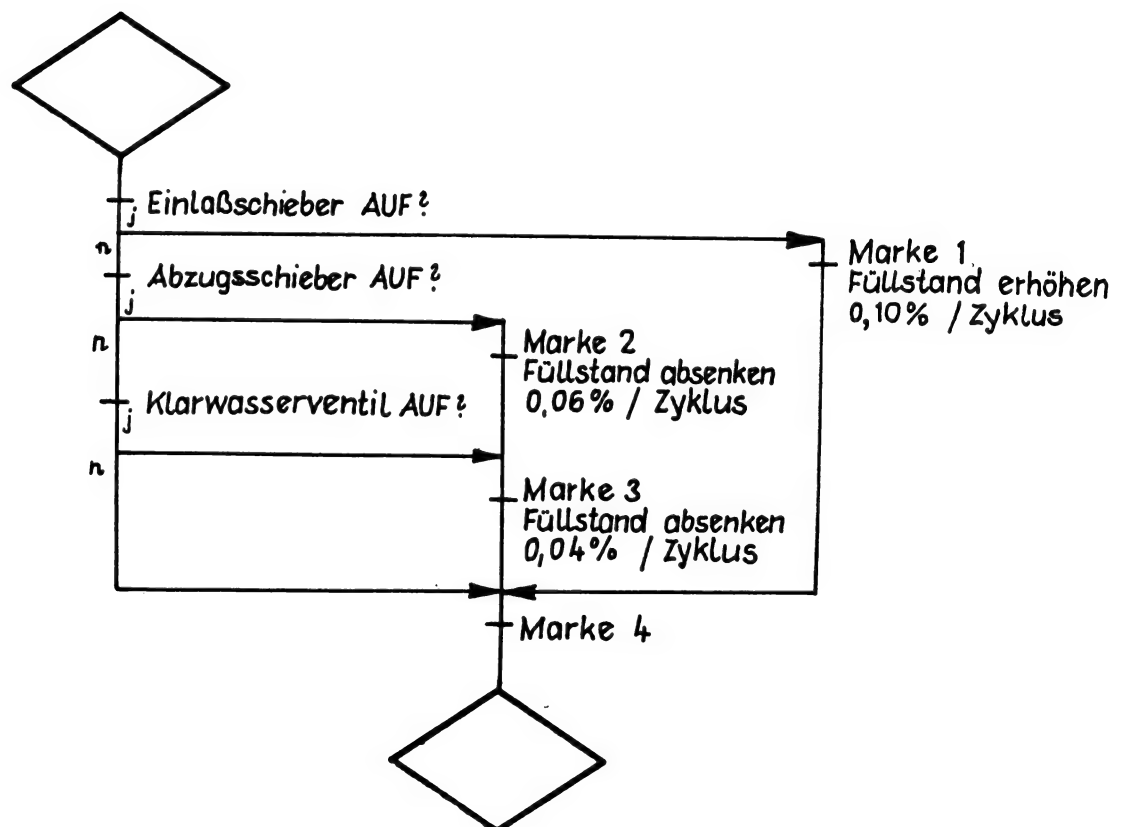 Einlaßschieber AUF?
j
n
Marke 1
Füllstand erhöhen
0,10% / Zyklus
Abzugsschieber AUF?
j
n
Marke 2
Füllstand absenken
0,06% / Zyklus
Klarwasserventil AUF?
j
n
Marke 3
Füllstand absenken
0,04% / Zyklus
Marke 4